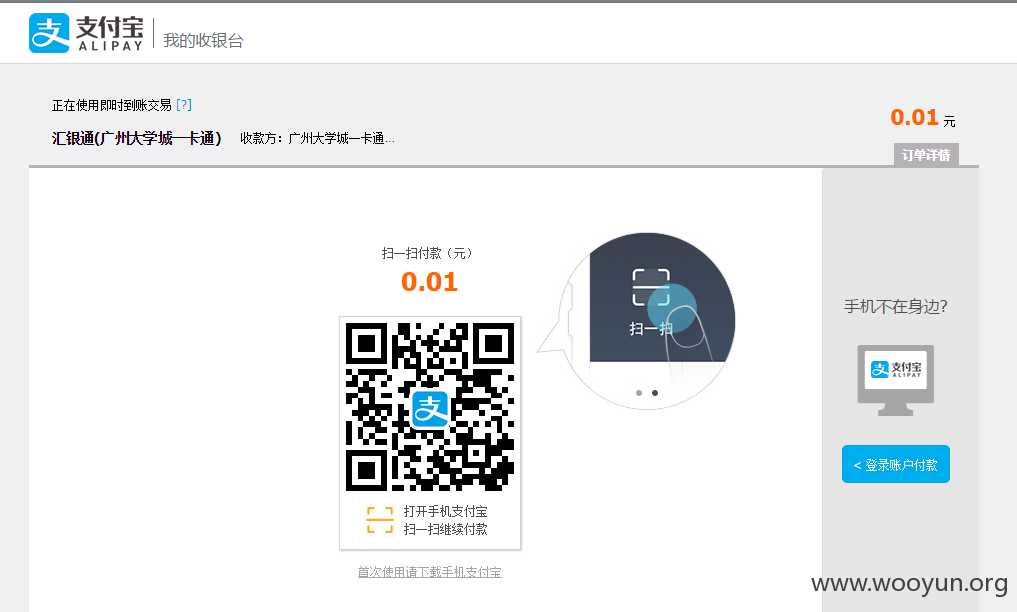 支付宝
ALIPAY
我的收银台
正在使用即时到账交易 [?]
汇银通(广州大学城一卡通)
收款方：广州大学城一卡通...
0.01 元
订单详情
扫一扫付款（元）
0.01
扫一扫
支
打开手机支付宝
扫一扫继续付款
首次使用请下载手机支付宝
手机不在身边?
支付宝
ALIPAY
< 登录账户付款
www.wooyun.org